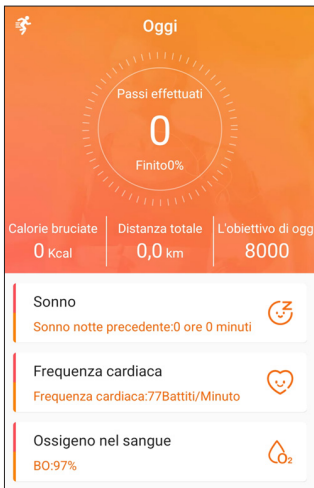 Oggi
Passi effettuati
0
Finito0%
Calorie bruciate
0 Kcal
Distanza totale
0,0 km
L'obiettivo di ogg
8000
Sonno
Z
Sonno notte precedente:0 ore 0 minuti
Frequenza cardiaca
Frequenza cardiaca:77Battiti/Minuto
Ossigeno nel sangue
O2
BO:97%